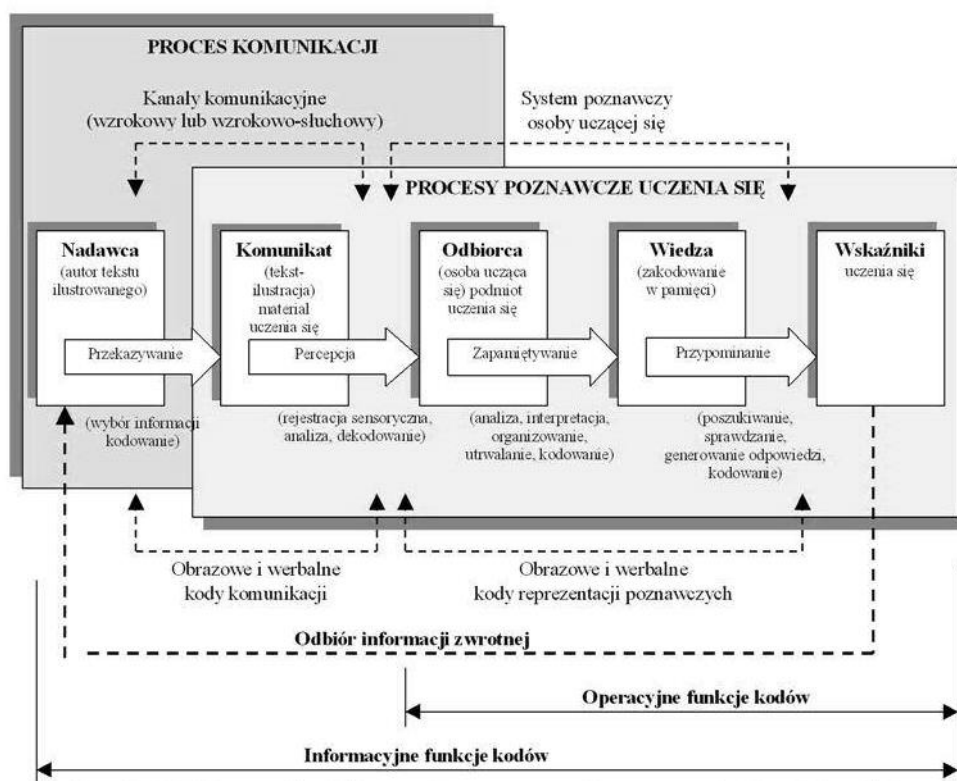 PROCES KOMUNIKACJI
Kanały komunikacyjne
(wzrokowy lub wzrokowo-słuchowy)
System poznawczy
osoby uczącej się
PROCESY POZNAWCZE UCZENIA SIĘ
Nadawca
(autor tekstu
ilustrowanego)
Przekazywanie
(wybór informacji
kodowanie)
Komunikat
(tekst-
ilustracja)
material
uczenia się
Percepcja
(rejestracja sensoryczna,
analiza, dekodowanie)
Odbiorca
(osoba ucząca
się) podmiot
uczenia się
Zapamiętywanie
(analiza, interpretacja,
organizowanie,
utrwalanie, kodowanie)
Wiedza
(zakodowanie
w pamięci)
Przypominanie
(poszukiwanie,
sprawdzanie,
generowanie odpowiedzi,
kodowanie)
Wskaźniki
uczenia się
Obrazowe i werbalne
kody komunikacji
Obrazowe i werbalne
kody reprezentacji poznawczych
Odbiór informacji zwrotnej
Operacyjne funkcje kodów
Informacyjne funkcje kodów